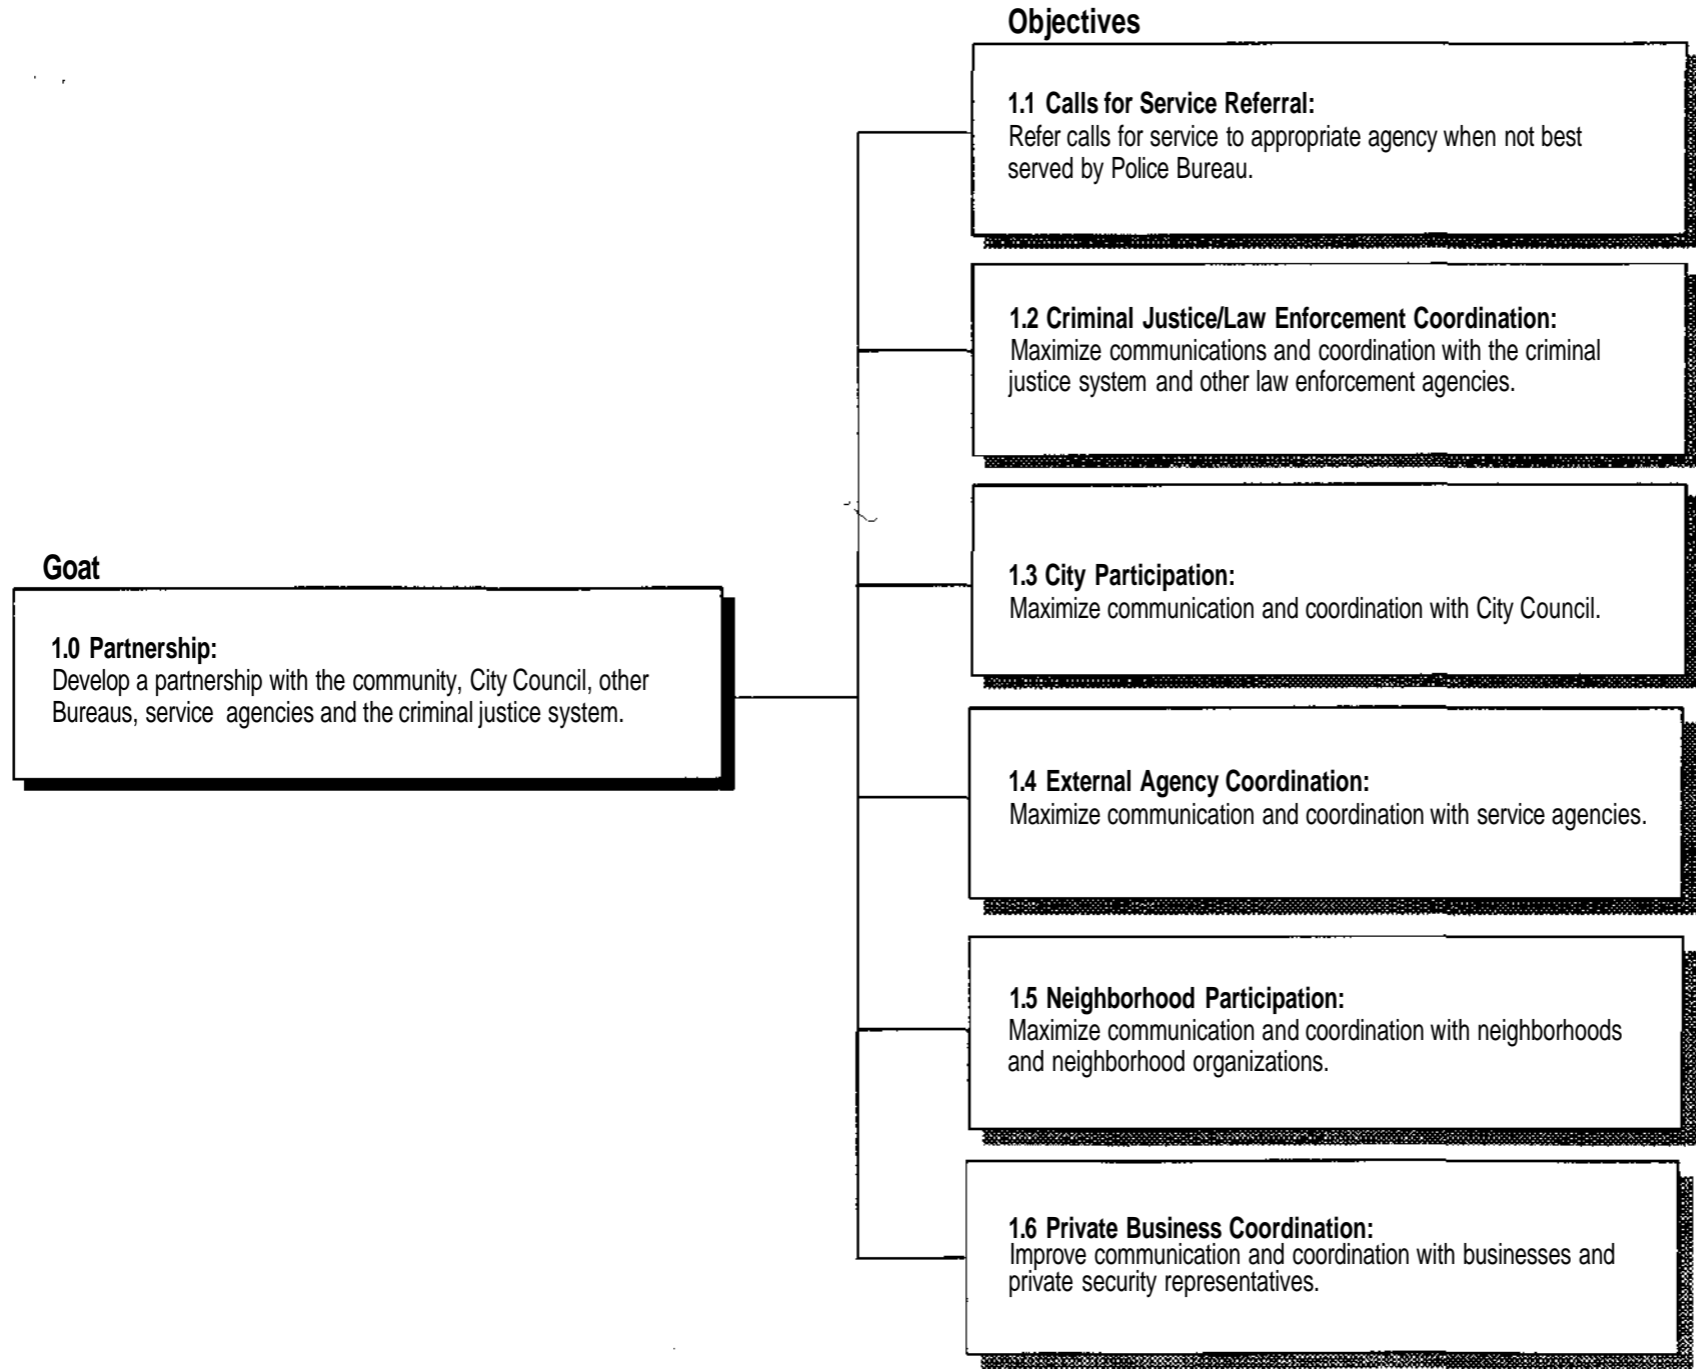 Objectives
1.1 Calls for Service Referral:
Refer calls for service to appropriate agency when not best
served by Police Bureau.
1.2 Criminal Justice/Law Enforcement Coordination:
Maximize communications and coordination with the criminal
justice system and other law enforcement agencies.
1.3 City Participation:
Maximize communication and coordination with City Council.
Goat
1.0 Partnership:
Develop a partnership with the community, City Council, other
Bureaus, service agencies and the criminal justice system.
1.4 External Agency Coordination:
Maximize communication and coordination with service agencies.
1.5 Neighborhood Participation:
Maximize communication and coordination with neighborhoods
and neighborhood organizations.
1.6 Private Business Coordination:
Improve communication and coordination with businesses and
private security representatives.